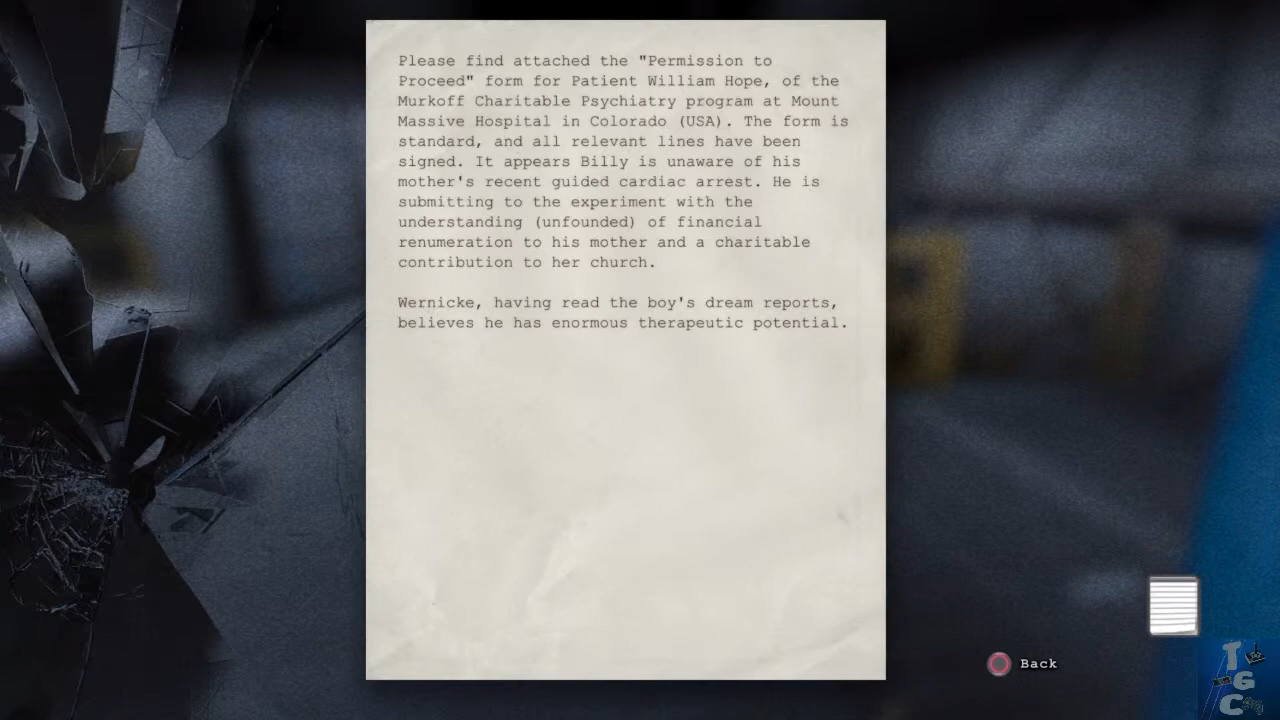 Please find attached the "Permission to
Proceed" form for Patient William Hope, of the
Murkoff Charitable Psychiatry program at Mount
Massive Hospital in Colorado (USA). The form is
standard, and all relevant lines have been
signed. It appears Billy is unaware of his
mother's recent guided cardiac arrest. He is
submitting to the experiment with the
understanding (unfounded) of financial
renumeration to his mother and a charitable
contribution to her church.
Wernicke, having read the boy's dream reports,
believes he has enormous therapeutic potential.
Back
T
G
C